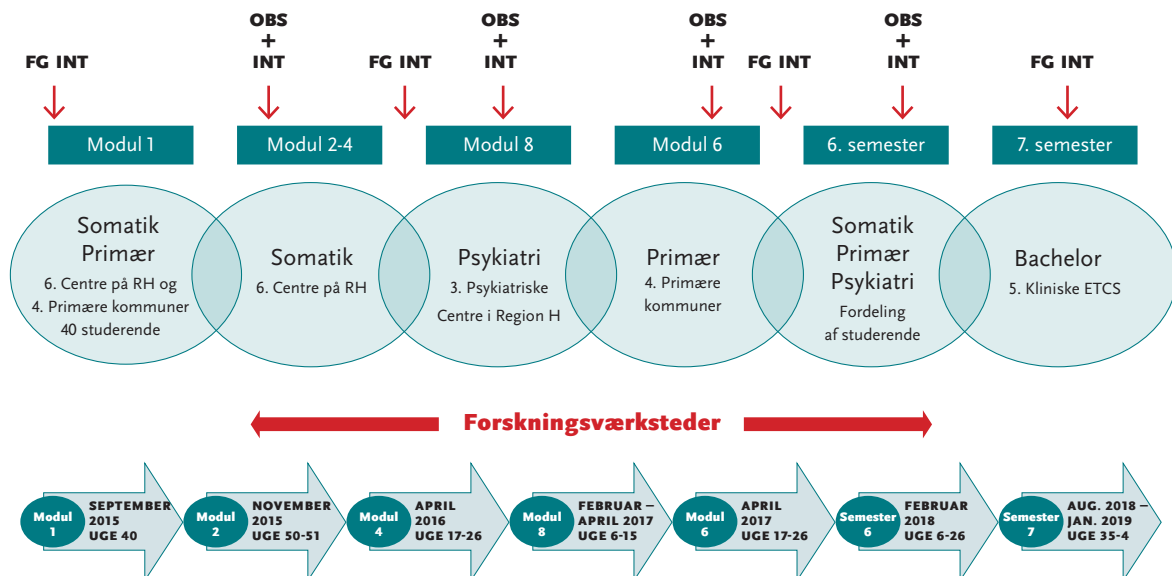 FG INT
OBS
+
INT
FG INT
OBS
+
INT
OBS
+
INT
FG INT
OBS
+
INT
FG INT
Modul 1
Modul 2-4
Modul 8
Modul 6
6. semester
7. semester
Somatik
Primær
6. Centre på RH og
4. Primære kommuner
40 studerende
Somatik
6. Centre på RH
Psykiatri
3. Psykiatriske
Centre i Region H
Primær
4. Primære
kommuner
Somatik
Primær
Psykiatri
Fordeling
af studerende
Bachelor
5. Kliniske ETCS
Forskningsværksteder
Modul
1
SEPTEMBER
2015
UGE 40
Modul
2
NOVEMBER
2015
UGE 50-51
Modul
4
APRIL
2016
UGE 17-26
Modul
8
FEBRUAR –
APRIL 2017
UGE 6-15
Modul
6
APRIL
2017
UGE 17-26
Semester
6
FEBRUAR
2018
UGE 6-26
Semester
7
AUG. 2018 –
JAN. 2019
UGE 35-4